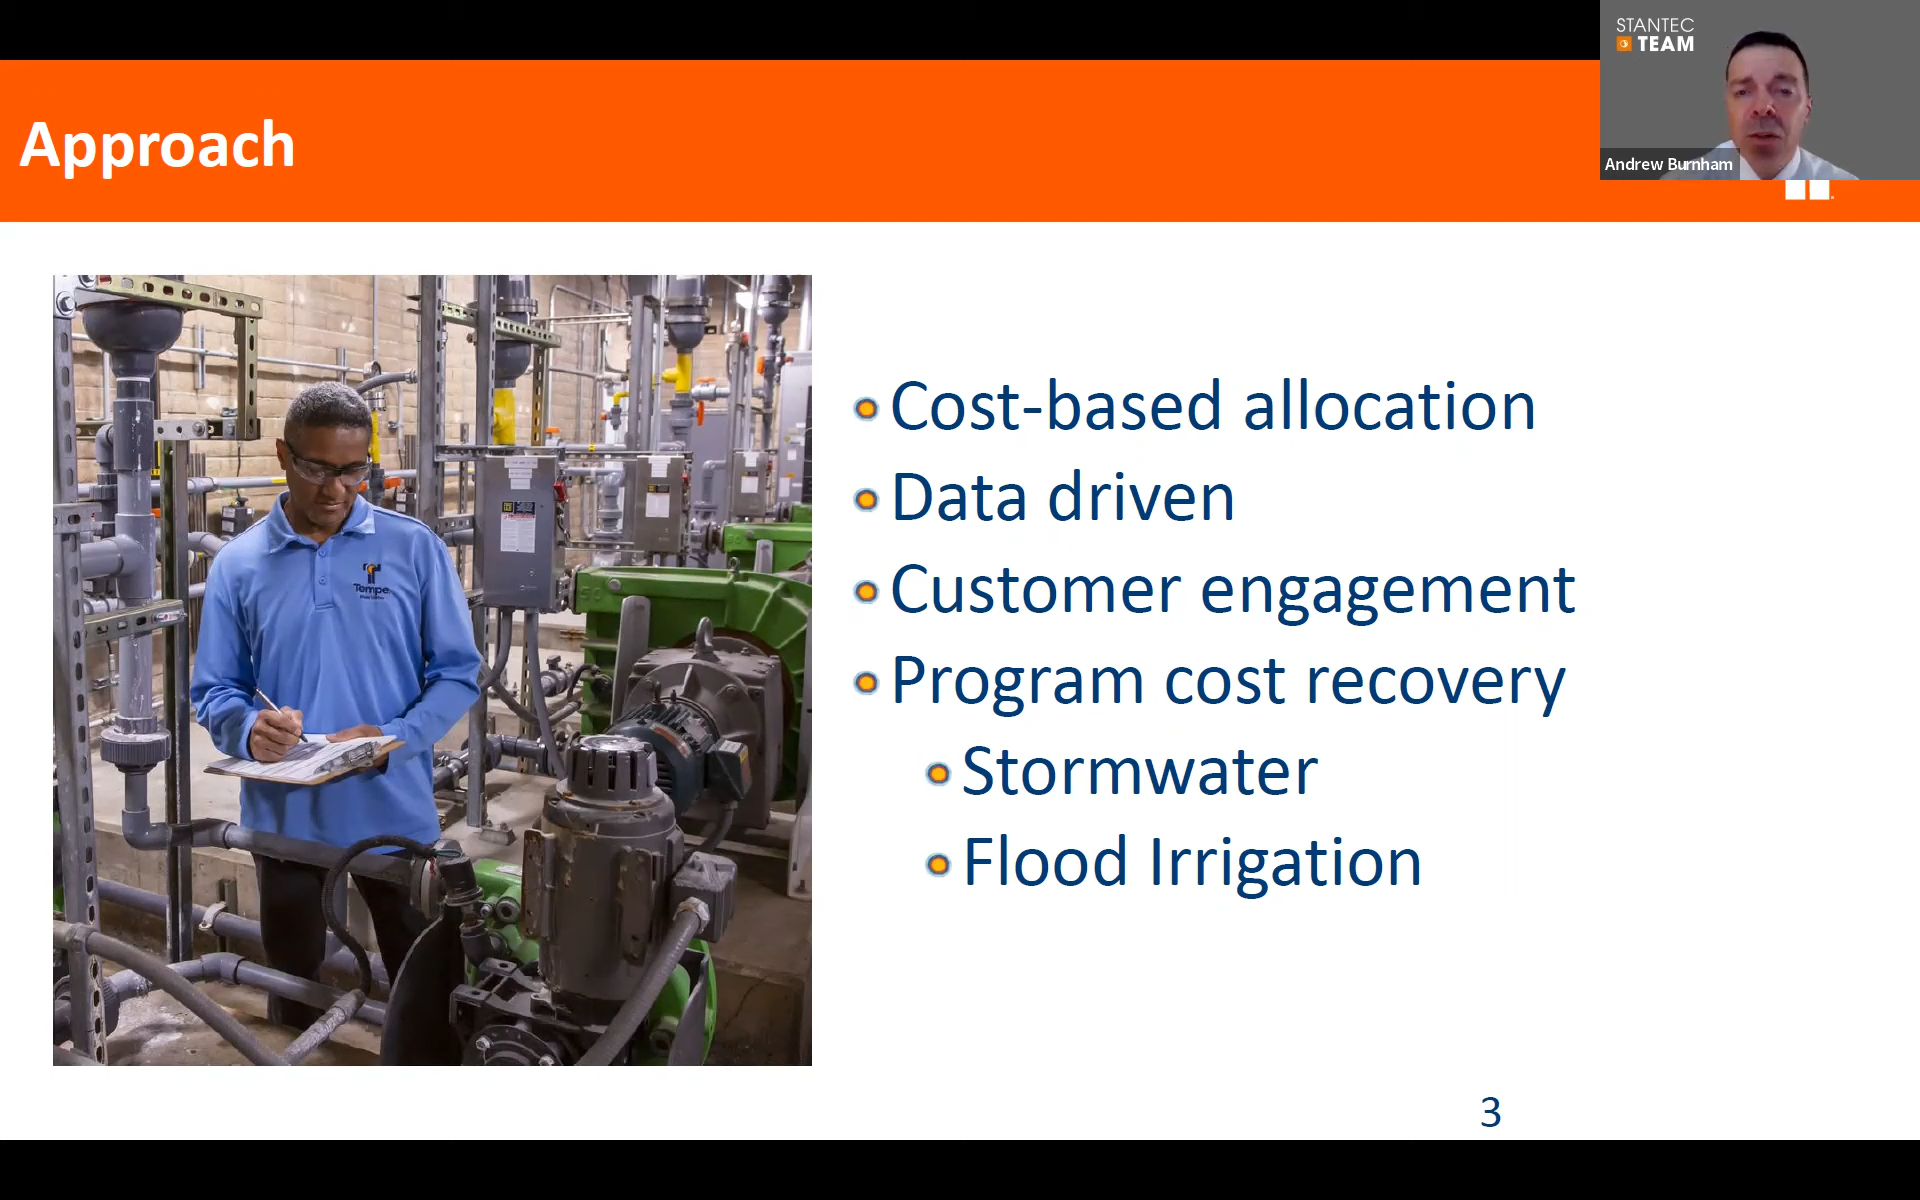 STANTEC
TEAM
Andrew Burnham
Approach
Tempe
Cost-based allocation
Data driven
Customer engagement
Program cost recovery
Stormwater
Flood Irrigation
3